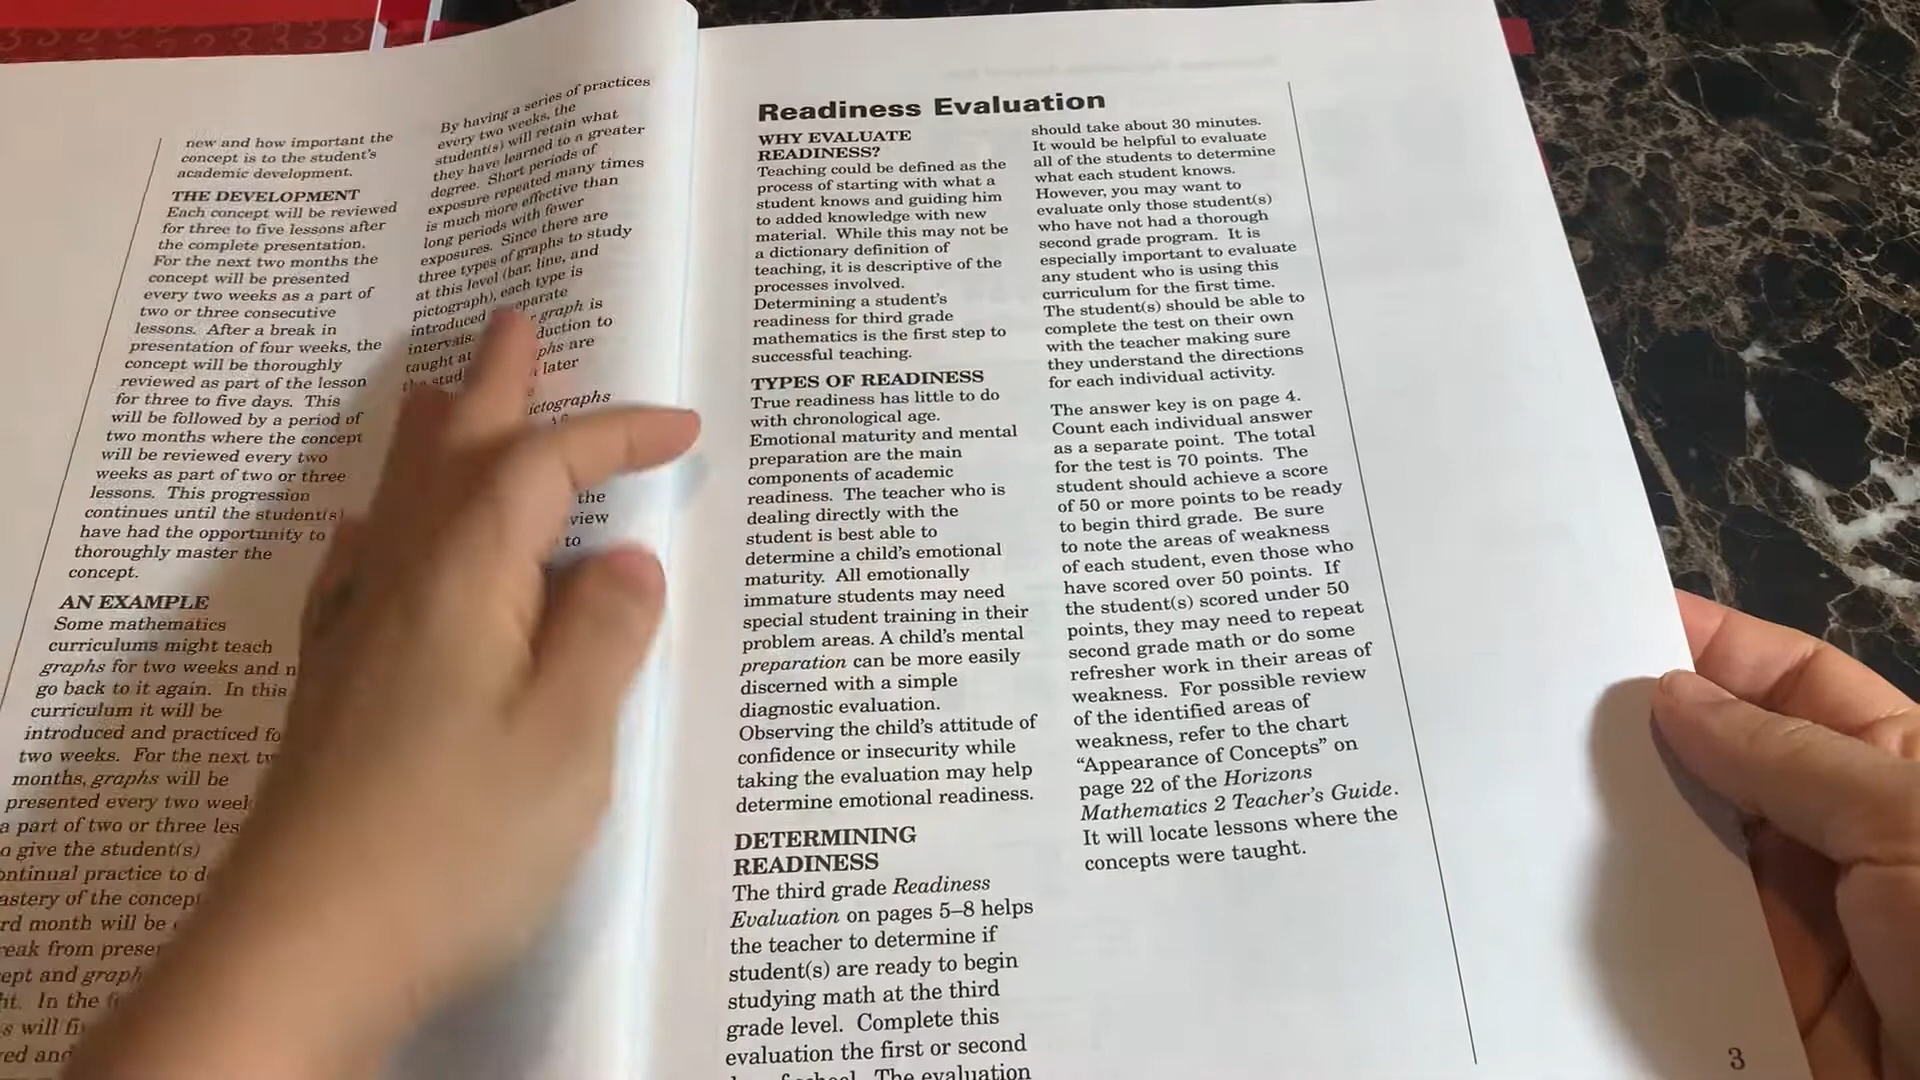 new and how important the
concept is to the student's
academic development.
THE DEVELOPMENT
Each concept will be reviewed
for three to five lessons after
the complete presentation.
For the next two months the
concept will be presented
every two weeks as a part of
two or three consecutive
lessons. After a break in
presentation of four weeks, the
concept will be thoroughly
reviewed as part of the lesson
for three to five days. This
will be followed by a period of
two months where the concept
will be reviewed every two
weeks as part of two or three
lessons. This progression
continues until the student(s)
have had the opportunity to
thoroughly master the
concept.
AN EXAMPLE
Some mathematics
curriculums might teach
graphs for two weeks and
go back to it again. In this
curriculum it will be
introduced and practiced
two weeks. For the next
months, graphs will be
presented every two
a part of two or three
give the student(s)
practice to
of the concept
month will be
from
and
In the
will
and
By having a series of practices
every two weeks, the
student(s) will retain what
they have learned to a greater
degree. Short periods of
exposure repeated many times
is much more effective than
long periods with fewer
exposures. Since there are
three types of graphs to study
at this level (bar, line, and
pictograph), each type is
introduced separate
intervals. graph is
taught at
the are
later
the
to
Readiness Evaluation
WHY EVALUATE
READINESS?
Teaching could be defined as the
process of starting with what a
student knows and guiding him
to added knowledge with new
material. While this may not be
a dictionary definition of
teaching, it is descriptive of the
processes involved.
Determining a student's
readiness for third grade
mathematics is the first step to
successful teaching.
TYPES OF READINESS
True readiness has little to do
with chronological age.
Emotional maturity and mental
preparation are the main
components of academic
readiness. The teacher who is
dealing directly with the
student is best able to
determine a child's emotional
maturity. All emotionally
immature students may need
special student training in their
problem areas. A child's mental
preparation can be more easily
discerned with a simple
diagnostic evaluation.
Observing the child's attitude of
confidence or insecurity while
taking the evaluation may help
determine emotional readiness.
DETERMINING
READINESS
The third grade Readiness
Evaluation on pages 5–8 helps
the teacher to determine if
student(s) are ready to begin
studying math at the third
grade level. Complete this
evaluation the first or second
The evaluation
should take about 30 minutes.
It would be helpful to evaluate
all of the students to determine
what each student knows.
However, you may want to
evaluate only those student(s)
who have not had a thorough
second grade program. It is
especially important to evaluate
any student who is using this
curriculum for the first time.
The student(s) should be able to
complete the test on their own
with the teacher making sure
they understand the directions
for each individual activity.
The answer key is on page 4.
Count each individual answer
as a separate point. The total
for the test is 70 points. The
student should achieve a score
of 50 or more points to be ready
to begin third grade. Be sure
to note the areas of weakness
of each student, even those who
have scored over 50 points. If
the student(s) scored under 50
points, they may need to repeat
second grade math or do some
refresher work in their areas of
weakness. For possible review
of the identified areas of
weakness, refer to the chart
"Appearance of Concepts" on
page 22 of the Horizons
Mathematics 2 Teacher's Guide.
It will locate lessons where the
concepts were taught.
3